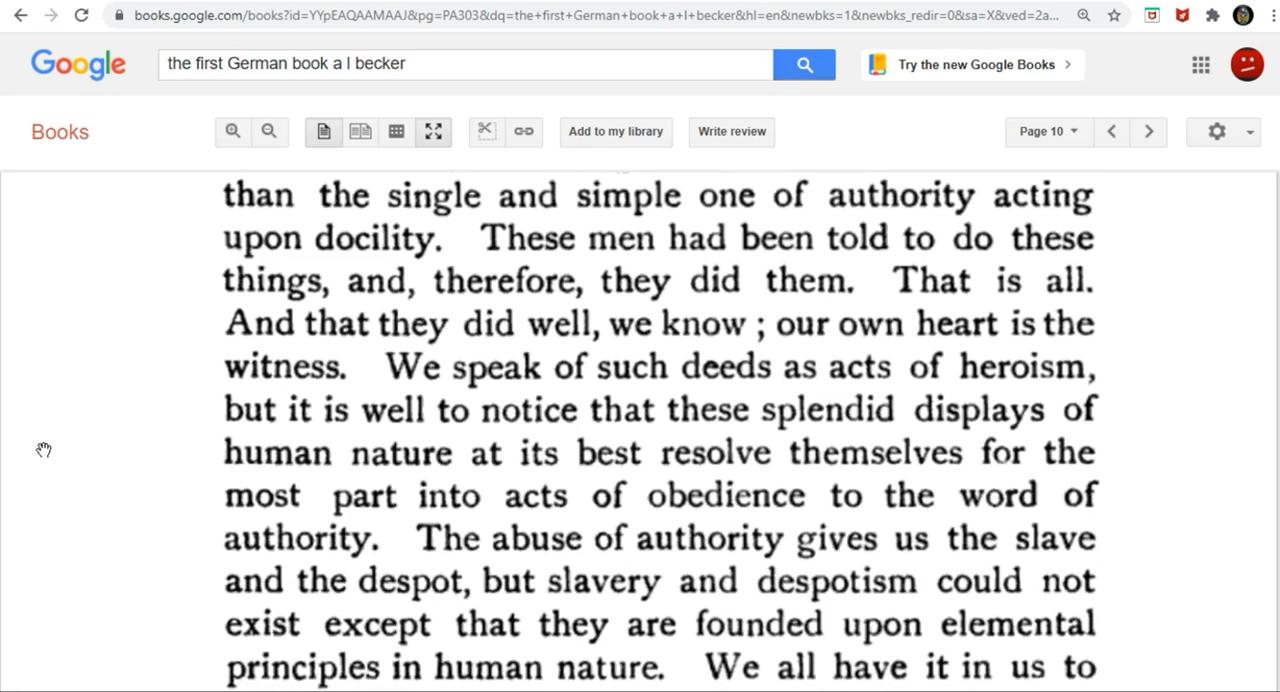 books.google.com/books?id=YYpEAQAAMAAJ&pg=PA303&dq=the+first+German+book+a+l+becker&hl=en&newbks=1&newbks_redir=0&sa=X&ved=2a...
Google
the first German book a l becker
Try the new Google Books
Books
Add to my library
Write review
Page 10
than the single and simple one of authority acting
upon docility. These men had been told to do these
things, and, therefore, they did them. That is all.
And that they did well, we know ; our own heart is the
witness. We speak of such deeds as acts of heroism,
but it is well to notice that these splendid displays of
human nature at its best resolve themselves for the
most part into acts of obedience to the word of
authority. The abuse of authority gives us the slave
and the despot, but slavery and despotism could not
exist except that they are founded upon elemental
principles in human nature. We all have it in us to